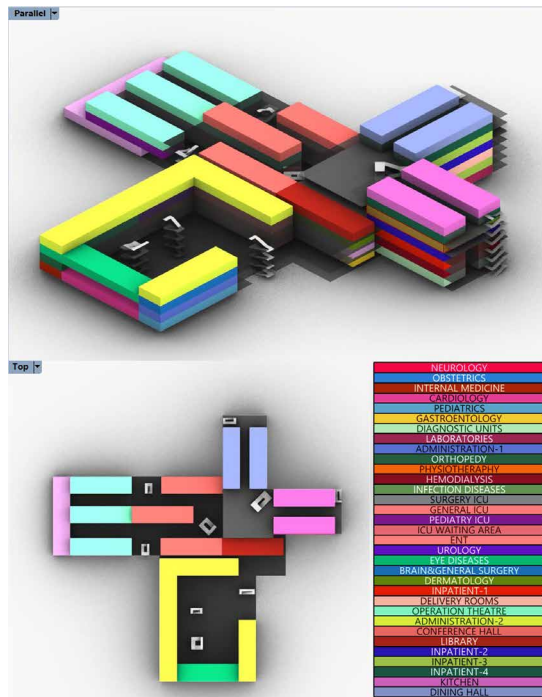 Parallel
Top
NEUROLOGY
OBSTETRICS
INTERNAL MEDICINE
CARDIOLOGY
PEDIATRICS
GASTROENTOLOGY
DIAGNOSTIC UNITS
LABORATORIES
ADMINISTRATION-1
ORTHOPEDY
PHYSIOTHERAPHY
HEMODIALYSIS
INFECTION DISEASES
SURGERY ICU
GENERAL ICU
PEDIATRY ICU
ICU WAITING AREA
ENT
UROLOGY
EYE DISEASES
BRAIN&GENERAL SURGERY
DERMATOLOGY
INPATIENT-1
DELIVERY ROOMS
OPERATION THEATRE
ADMINISTRATION-2
CONFERENCE HALL
LIBRARY
INPATIENT-2
INPATIENT-3
INPATIENT-4
KITCHEN
DINING HALL